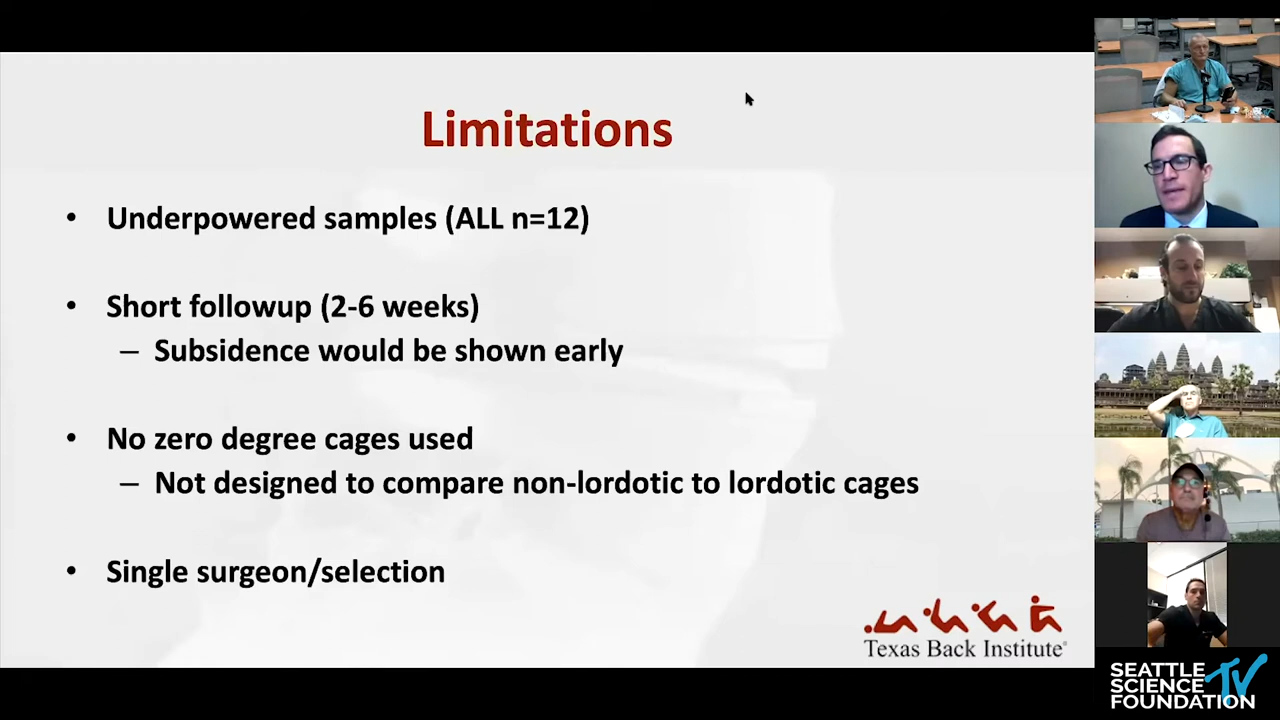 Limitations
• Underpowered samples (ALL n=12)
• Short followup (2-6 weeks)
– Subsidence would be shown early
• No zero degree cages used
– Not designed to compare non-lordotic to lordotic cages
• Single surgeon/selection
Texas Back Institute®
SEATTLE
SCIENCE
FOUNDATION
TV